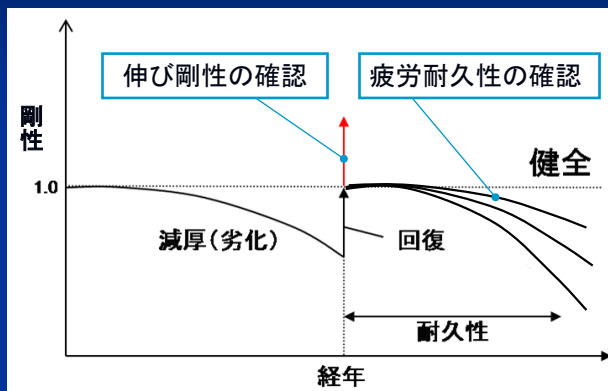 伸び剛性の確認
疲労耐久性の確認
剛性
健全
1.0
減厚(劣化)
回復
耐久性
経年